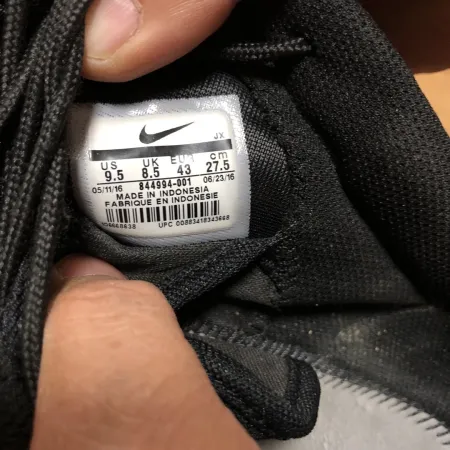 JX
US UK EUR cm
9.5 8.5 43 27.5
05/11/16 844994-001 06/23/16
MADE IN INDONESIA
FABRIQUE EN INDONESIE
UPC 00883418343668